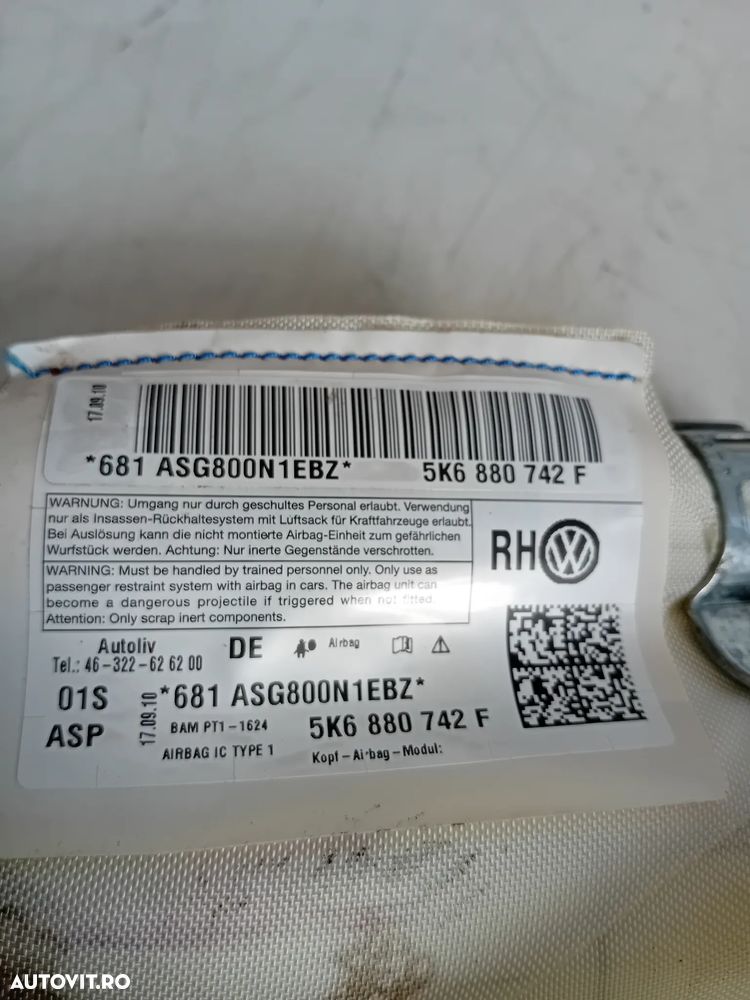 17.09.10
*681 ASG800N1EBZ* 5K6 880 742 F
WARNUNG: Umgang nur durch geschultes Personal erlaubt. Verwendung
nur als Insassen-Rückhaltesystem mit Luftsack für Kraftfahrzeuge erlaubt.
Bei Auslösung kann die nicht montierte Airbag-Einheit zum gefährlichen
Wurfstück werden. Achtung: Nur inerte Gegenstände verschrotten.
WARNING: Must be handled by trained personnel only. Only use as
passenger restraint system with airbag in cars. The airbag unit can
become a dangerous projectile if triggered when not fitted.
Attention: Only scrap inert components.
RH VW
Autoliv DE Airbag
Tel.: 46-322-62 62 00
01S 17.09.10 *681 ASG800N1EBZ*
ASP BAM PT1-1624 5K6 880 742 F
AIRBAG IC TYPE 1 Kopf-Airbag-Modul:
AUTOVIT.RO